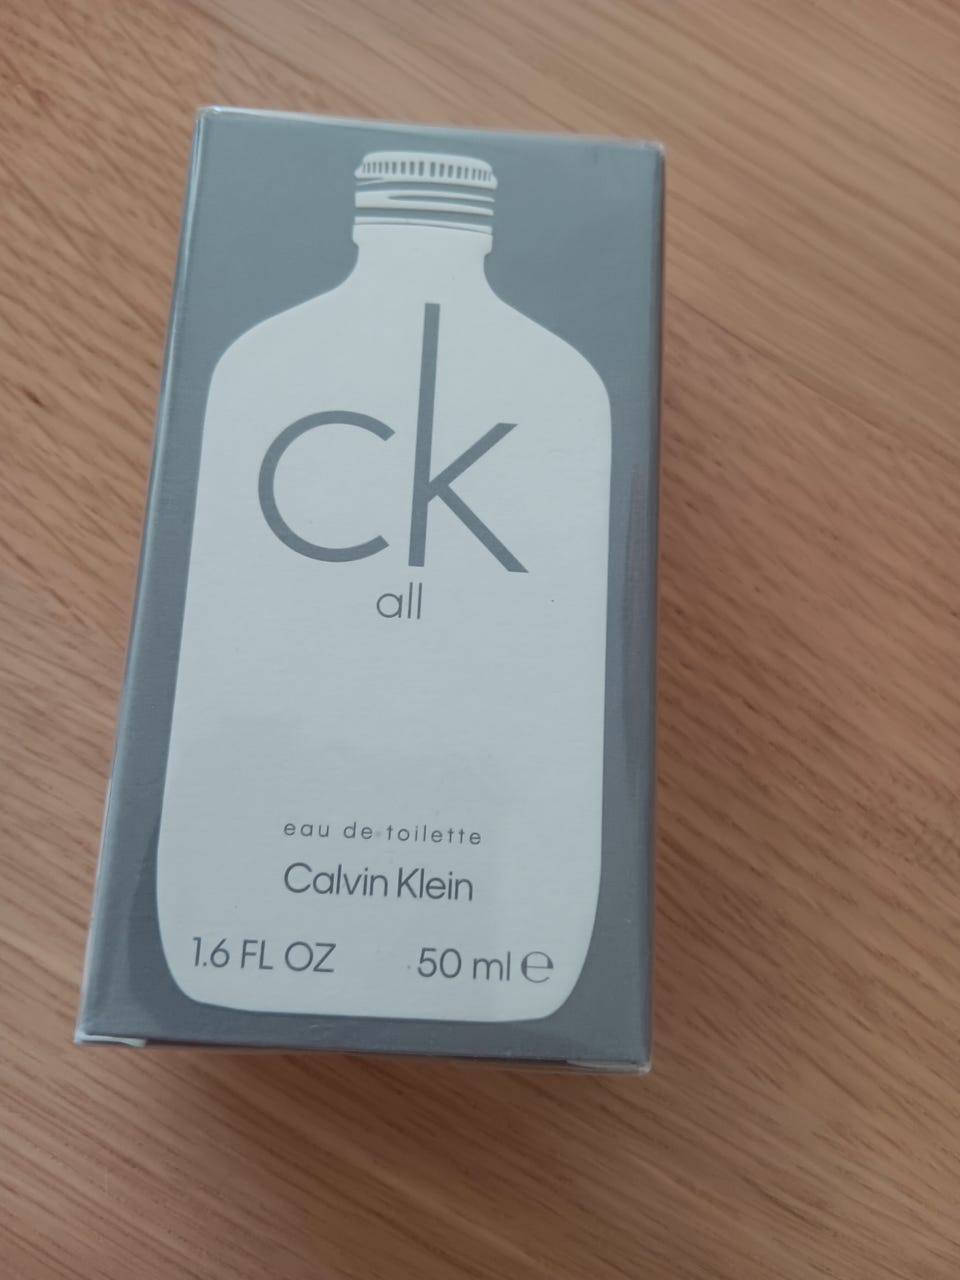 ck
all
eau de toilette
Calvin Klein
1.6 FL OZ 50 ml ℮